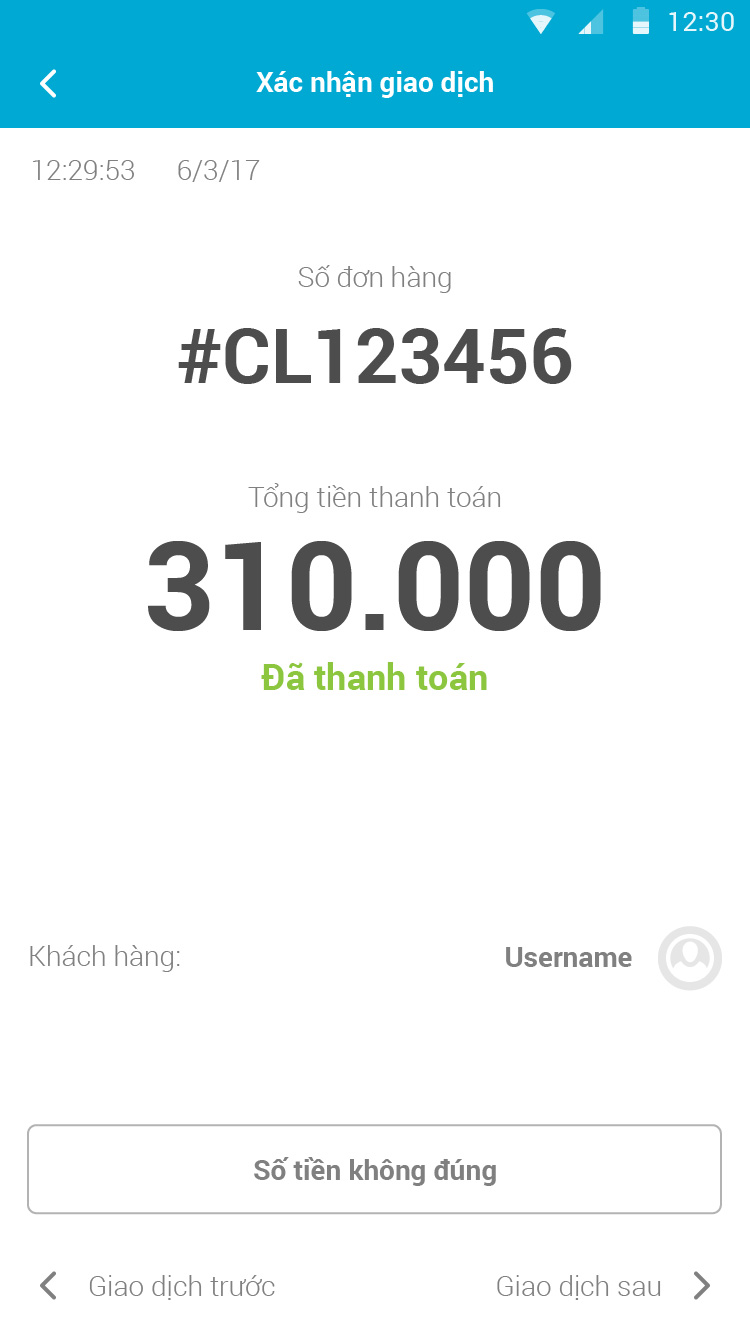 12:30
Xác nhận giao dịch
12:29:53 6/3/17
Số đơn hàng
#CL123456
Tổng tiền thanh toán
310.000
Đã thanh toán
Khách hàng: Username
Số tiền không đúng
Giao dịch trước Giao dịch sau